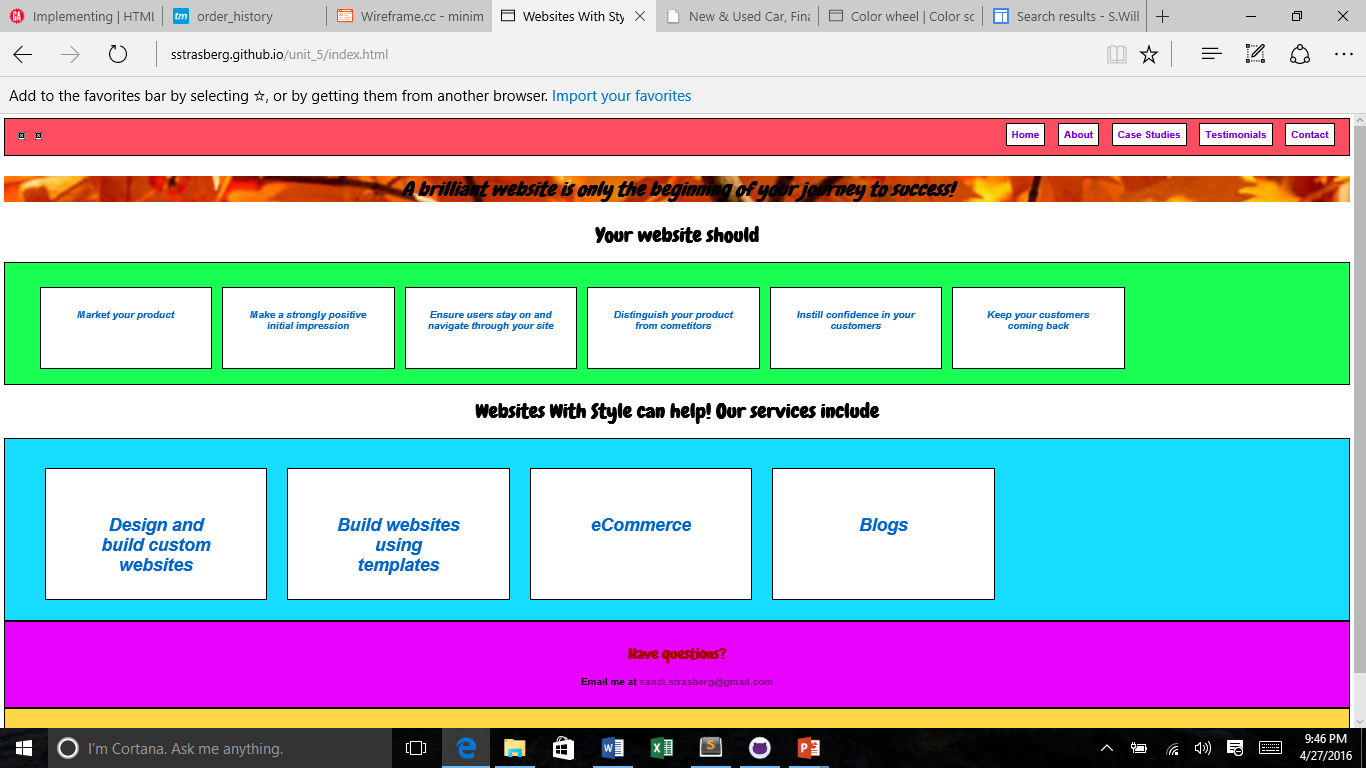 Implementing | HTML
order_history
Wireframe.cc - minim
Websites With Sty
New & Used Car, Fina
Color wheel | Color sc
Search results - S.Will
sstrasberg.github.io/unit_5/index.html
Add to the favorites bar by selecting ☆, or by getting them from another browser. Import your favorites
Home
About
Case Studies
Testimonials
Contact
A brilliant website is only the beginning of your journey to success!
Your website should
Market your product
Make a strongly positive
initial impression
Ensure users stay on and
navigate through your site
Distinguish your product
from cometitors
Instill confidence in your
customers
Keep your customers
coming back
Websites With Style can help! Our services include
Design and
build custom
websites
Build websites
using
templates
eCommerce
Blogs
Have questions?
Email me at sandi.strasberg@gmail.com
I'm Cortana. Ask me anything.
9:46 PM
4/27/2016